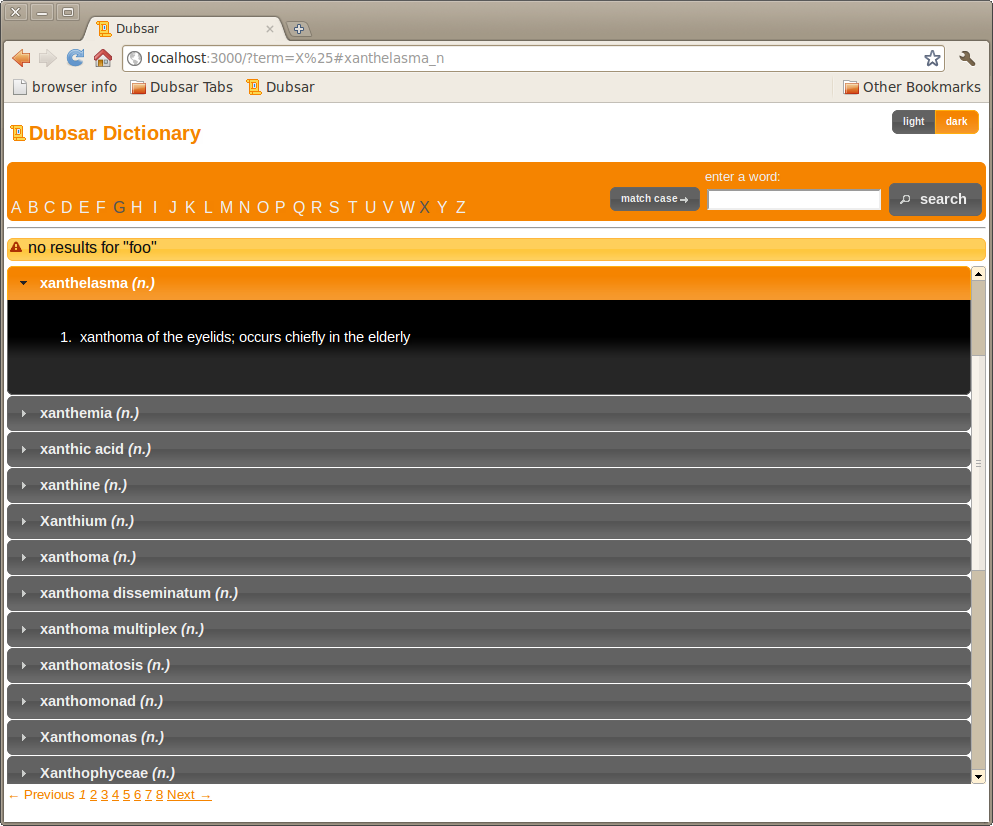 Dubsar
localhost:3000/?term=X%25#xanthelasma_n
browser info Dubsar Tabs Dubsar Other Bookmarks
Dubsar Dictionary
light dark
enter a word:
A B C D E F G H I J K L M N O P Q R S T U V W X Y Z
match case→ search
no results for "foo"
xanthelasma (n.)
1. xanthoma of the eyelids; occurs chiefly in the elderly
xanthemia (n.)
xanthic acid (n.)
xanthine (n.)
Xanthium (n.)
xanthoma (n.)
xanthoma disseminatum (n.)
xanthoma multiplex (n.)
xanthomatosis (n.)
xanthomonad (n.)
Xanthomonas (n.)
Xanthophyceae (n.)
← Previous 1 2 3 4 5 6 7 8 Next →